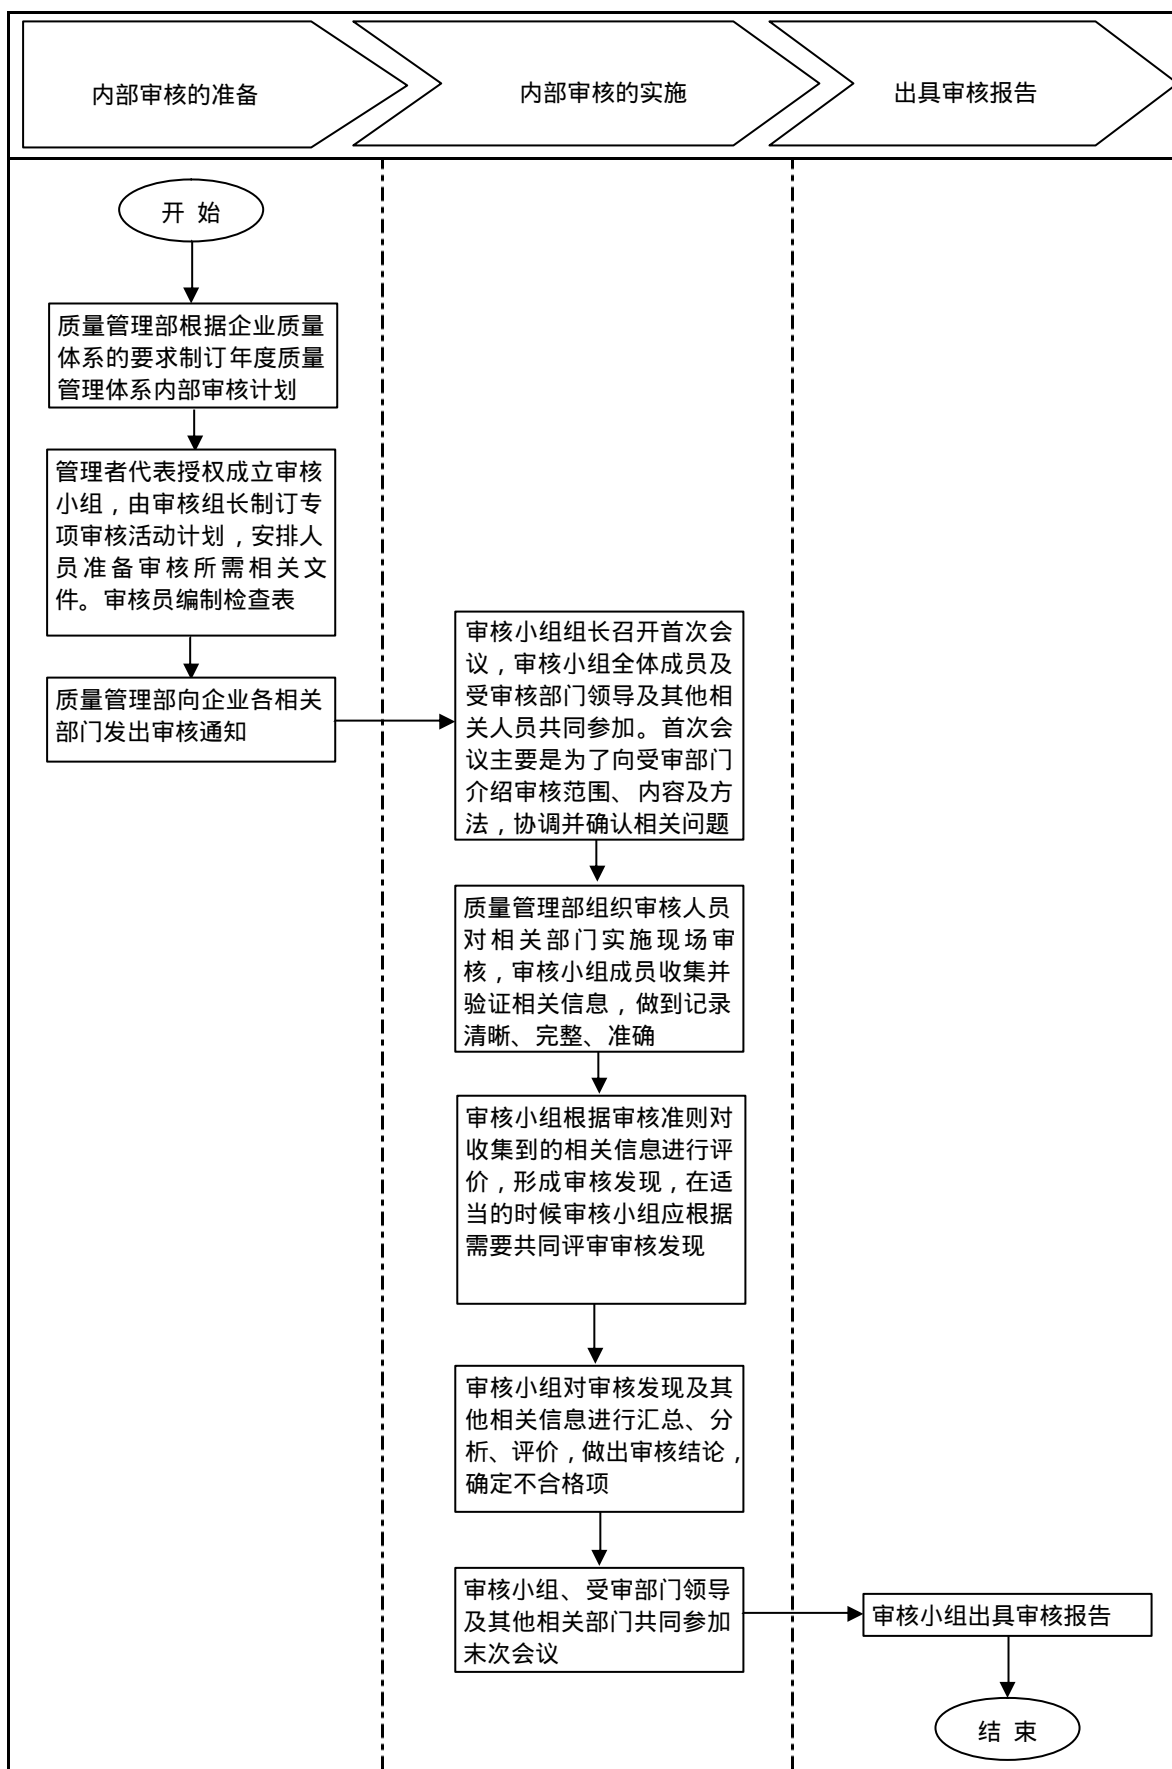 内部审核的准备
内部审核的实施
出具审核报告
开 始
质量管理部根据企业质量
体系的要求制订年度质量
管理体系内部审核计划
管理者代表授权成立审核
小组，由审核组长制订专
项审核活动计划，安排人
员准备审核所需相关文
件。审核员编制检查表
质量管理部向企业各相关
部门发出审核通知
审核小组组长召开首次会
议，审核小组全体成员及
受审核部门领导及其他相
关人员共同参加。首次会
议主要是为了向受审部门
介绍审核范围、内容及方
法，协调并确认相关问题
质量管理部组织审核人员
对相关部门实施现场审
核，审核小组成员收集并
验证相关信息，做到记录
清晰、完整、准确
审核小组根据审核准则对
收集到的相关信息进行评
价，形成审核发现，在适
当的时候审核小组应根据
需要共同评审审核发现
审核小组对审核发现及其
他相关信息进行汇总、分
析、评价，做出审核结论，
确定不合格项
审核小组、受审部门领导
及其他相关部门共同参加
末次会议
审核小组出具审核报告
结 束